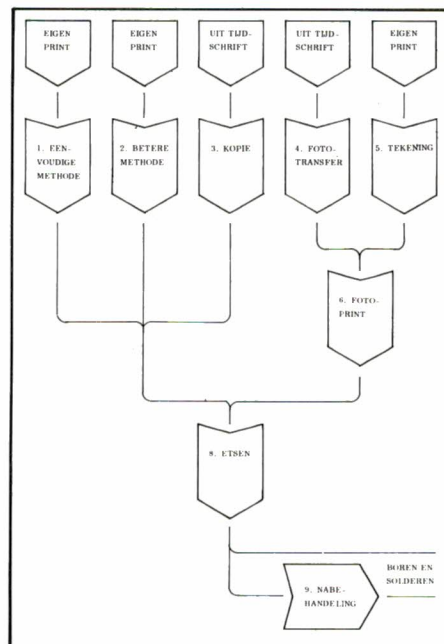 EIGEN
PRINT
EIGEN
PRINT
UIT TIJD-
SCHRIFT
UIT TIJD-
SCHRIFT
EIGEN
PRINT
1. EEN-
VOUDIGE
METHODE
2. BETERE
METHODE
3. KOPIE
4. FOTO-
TRANSFER
5. TEKENING
6. FOTO-
PRINT
8. ETSEN
BOREN EN
SOLDEREN
9. NABE-
HANDELING